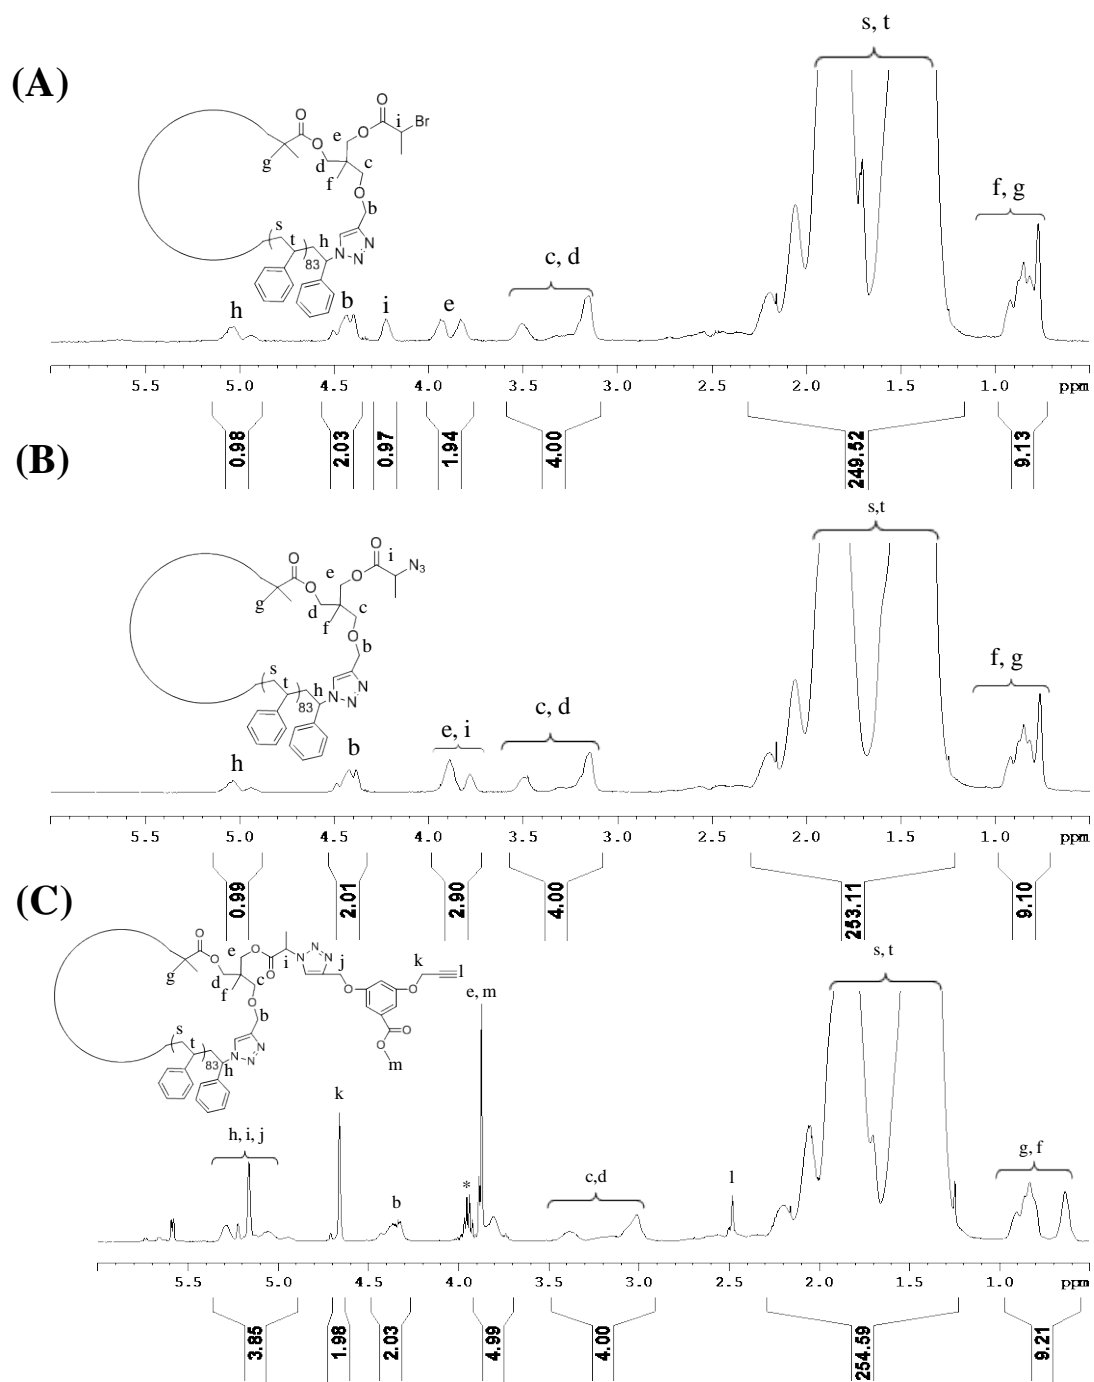 (A)
s, t
f, g
c, d
h
b
i
e
O
O
O
O
Br
i
e
g
d
c
f
O
b
s
t
h
83
N
N
N
5.5 5.0 4.5 4.0 3.5 3.0 2.5 2.0 1.5 1.0 ppm
0.98 2.03 0.97 1.94 4.00 249.52 9.13
(B)
s,t
f, g
c, d
e, i
b
h
O
O
O
O
N3
i
e
g
d
c
f
O
b
s
t
h
83
N
N
N
5.5 5.0 4.5 4.0 3.5 3.0 2.5 2.0 1.5 1.0 ppm
0.99 2.01 2.90 4.00 253.11 9.10
(C)
s, t
g, f
l
c,d
e, m
*
b
k
h, i, j
O
O
O
O
e
g
d
c
f
i
N
N
N
j
O
O
k
l
O
O
m
O
b
s
t
h
83
N
N
N
5.5 5.0 4.5 4.0 3.5 3.0 2.5 2.0 1.5 1.0 ppm
3.85 1.98 2.03 4.99 4.00 254.59 9.21